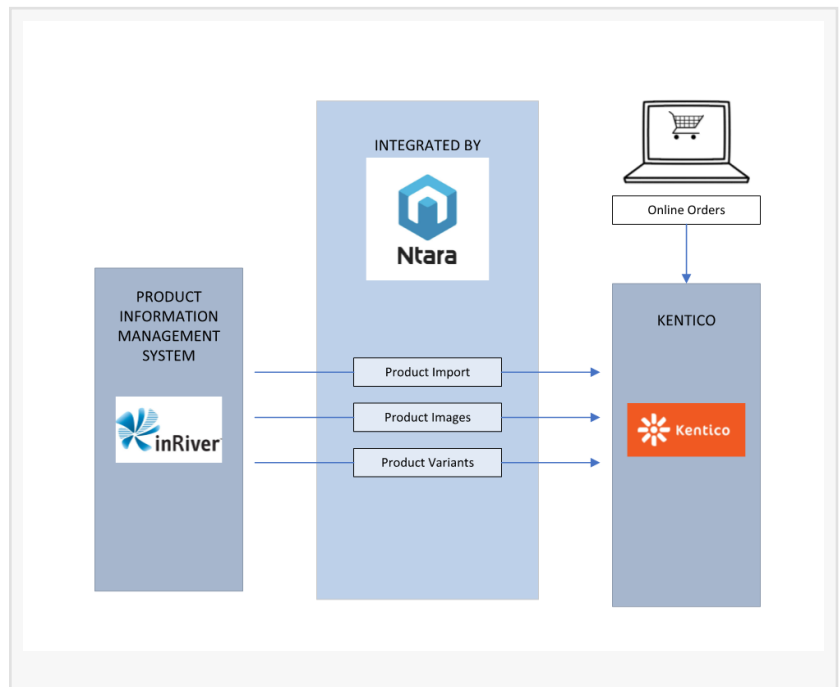 INTEGRATED BY
Ntara
Online Orders
PRODUCT
INFORMATION
MANAGEMENT
SYSTEM
KENTICO
Product Import
Product Images
Product Variants
inRiver
Kentico